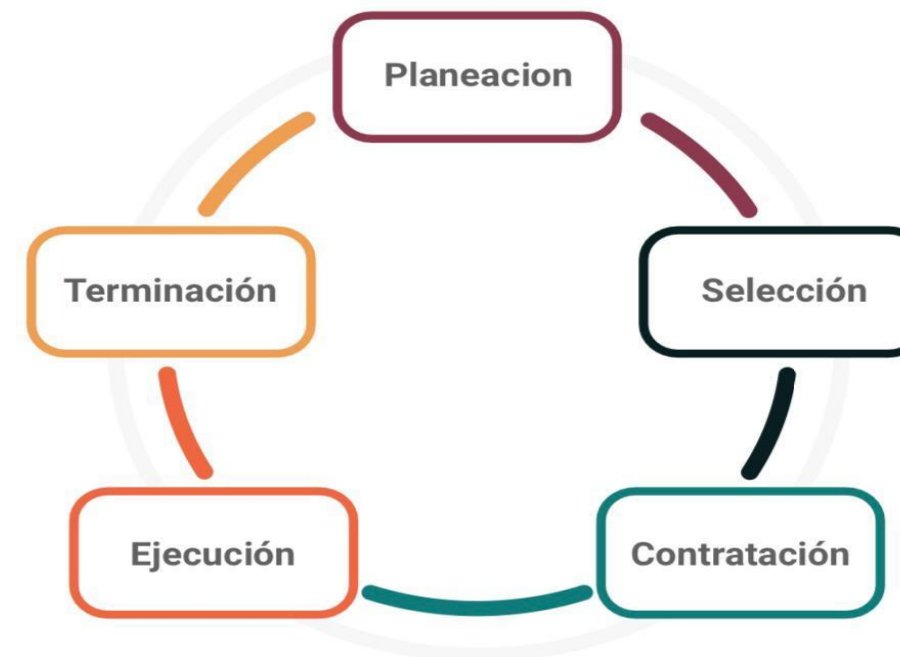 Planeacion
Terminación
Selección
Ejecución
Contratación